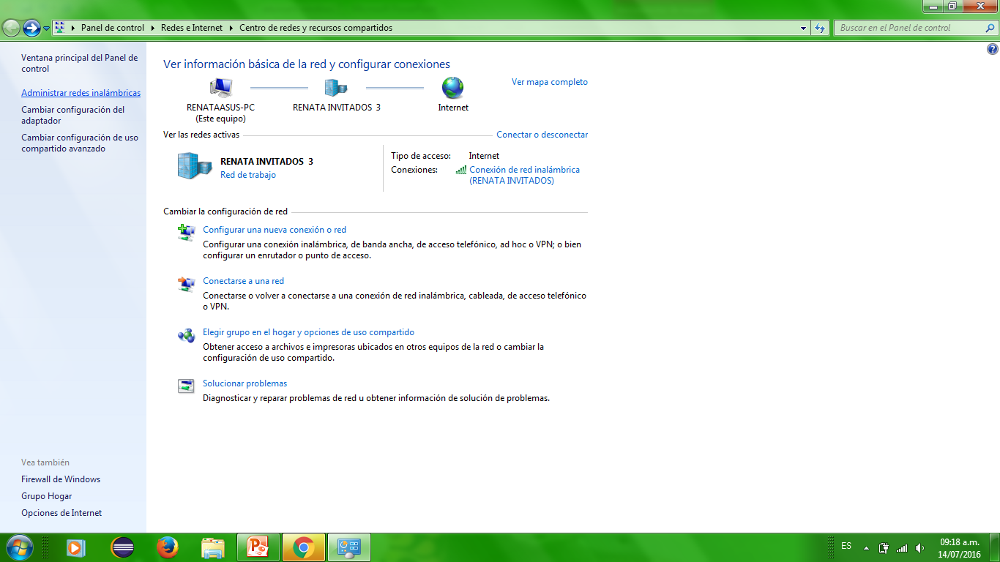 Panel de control
Redes e Internet
Centro de redes y recursos compartidos
Buscar en el Panel de control
Ventana principal del Panel de
control
Administrar redes inalámbricas
Cambiar configuración del
adaptador
Cambiar configuración de uso
compartido avanzado
Ver información básica de la red y configurar conexiones
Ver mapa completo
RENATAASUS-PC
(Este equipo)
RENATA INVITADOS 3
Internet
Ver las redes activas
Conectar o desconectar
RENATA INVITADOS 3
Red de trabajo
Tipo de acceso: Internet
Conexiones: Conexión de red inalámbrica
(RENATA INVITADOS)
Cambiar la configuración de red
Configurar una nueva conexión o red
Configurar una conexión inalámbrica, de banda ancha, de acceso telefónico, ad hoc o VPN; o bien
configurar un enrutador o punto de acceso.
Conectarse a una red
Conectarse o volver a conectarse a una conexión de red inalámbrica, cableada, de acceso telefónico
o VPN.
Elegir grupo en el hogar y opciones de uso compartido
Obtener acceso a archivos e impresoras ubicados en otros equipos de la red o cambiar la
configuración de uso compartido.
Solucionar problemas
Diagnosticar y reparar problemas de red u obtener información de solución de problemas.
Vea también
Firewall de Windows
Grupo Hogar
Opciones de Internet
ES
09:18 a.m.
14/07/2016